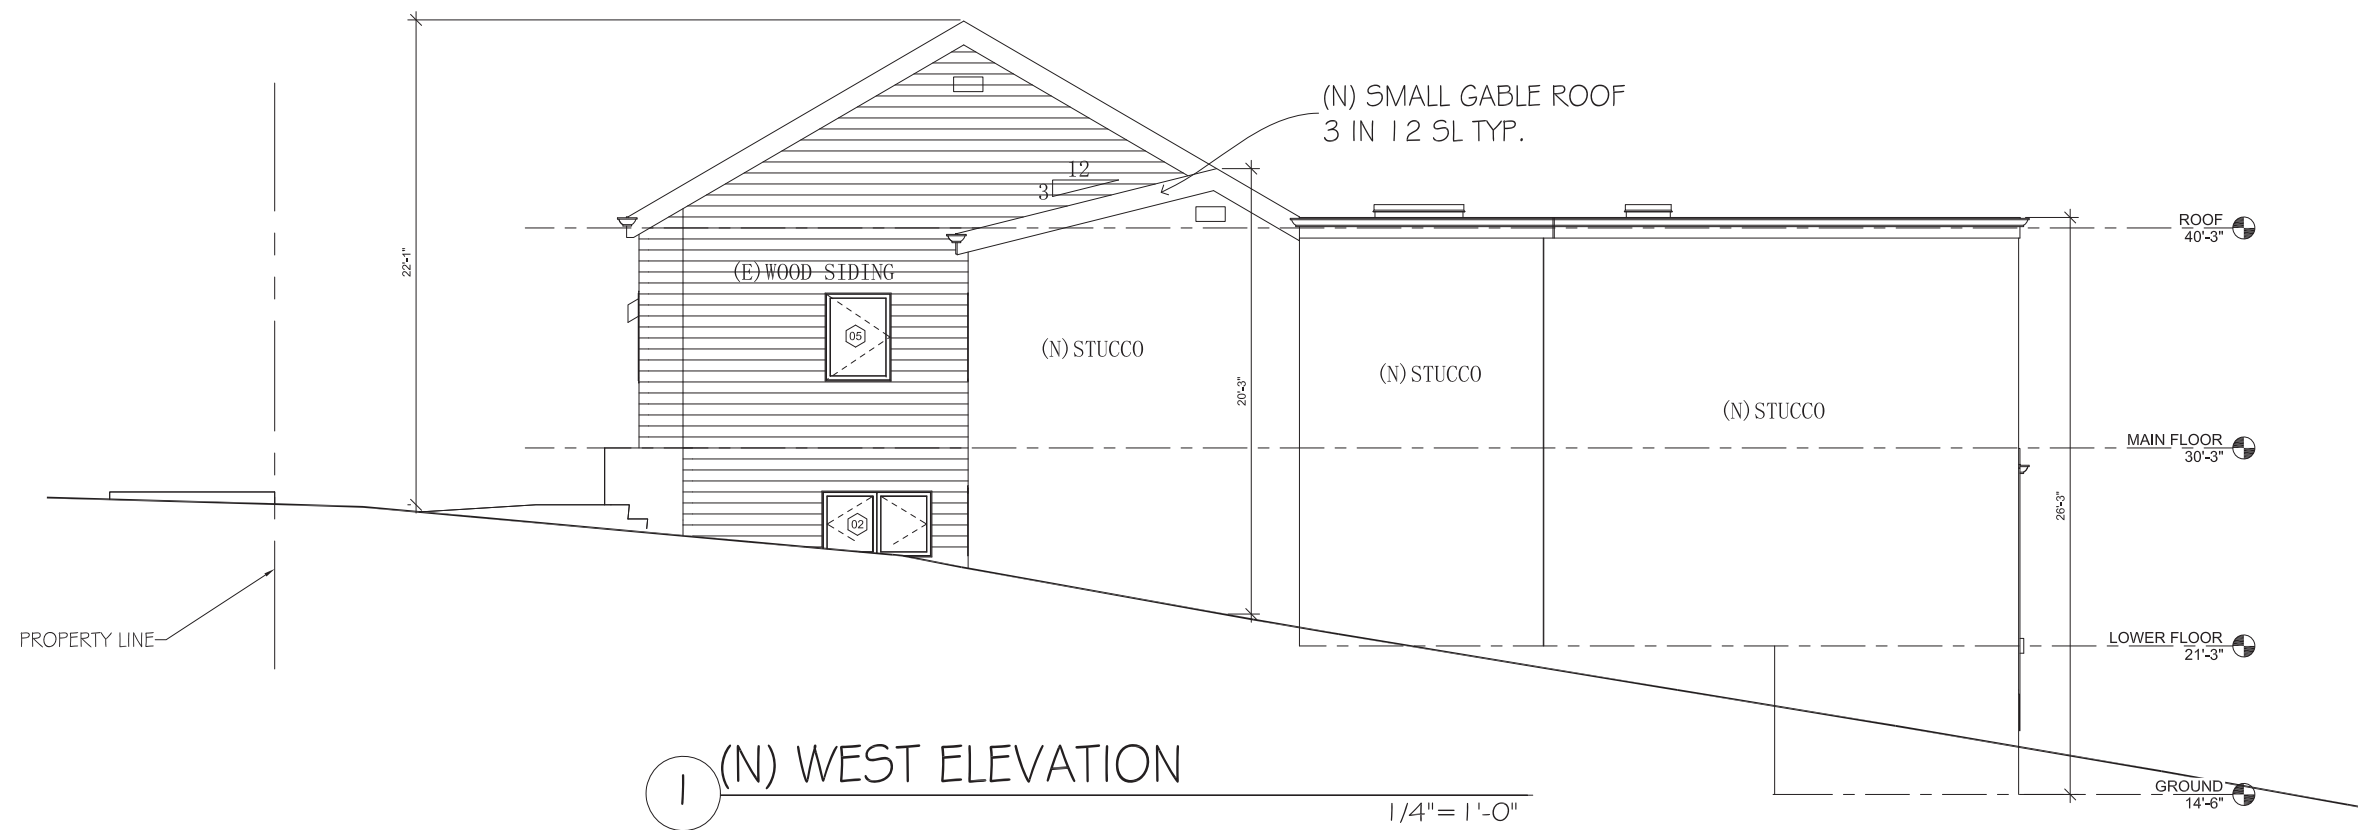 (N) SMALL GABLE ROOF
3 IN 12 SL TYP.
12
3
22'-1"
ROOF
40'-3"
(E)WOOD SIDING
05
(N)STUCCO
20'-3"
(N)STUCCO
(N)STUCCO
MAIN FLOOR
30'-3"
26'-3"
02
PROPERTY LINE
LOWER FLOOR
21'-3"
1
(N) WEST ELEVATION
1/4"=1'-0"
GROUND
14'-6"